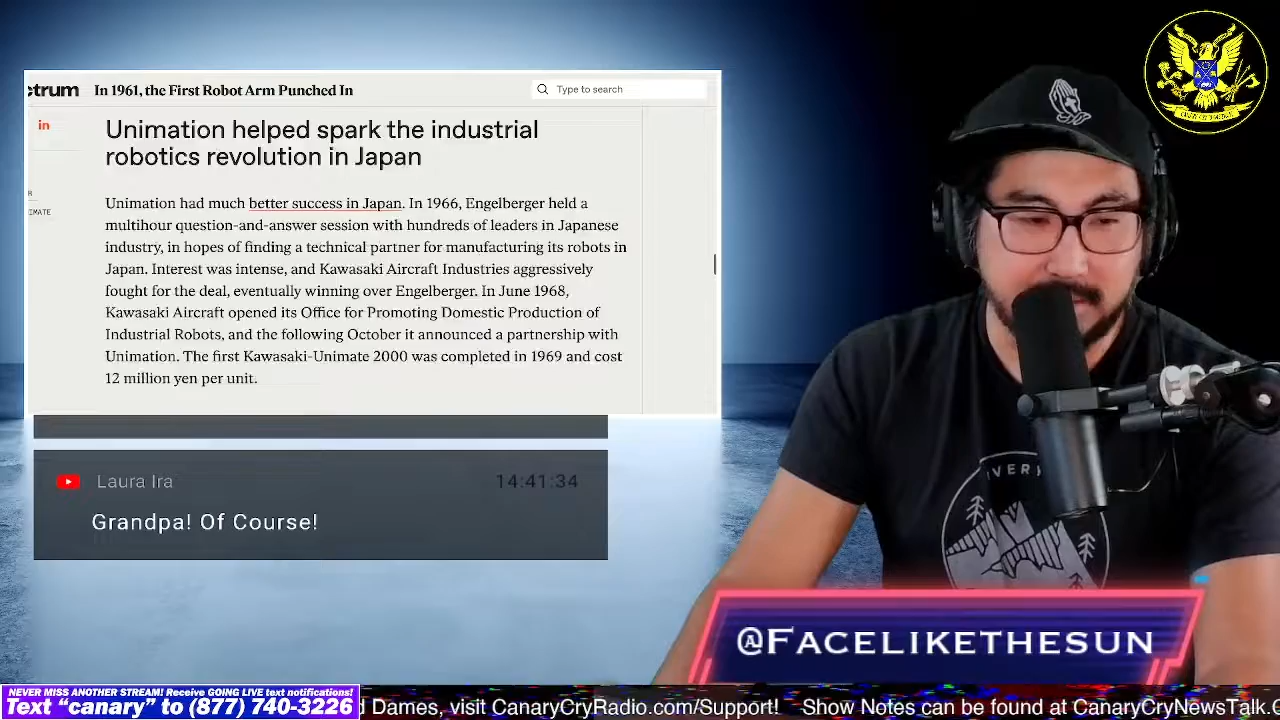 ctrum In 1961, the First Robot Arm Punched In
Type to search
in
Unimation helped spark the industrial
robotics revolution in Japan
R
IMATE
Unimation had much better success in Japan. In 1966, Engelberger held a
multihour question-and-answer session with hundreds of leaders in Japanese
industry, in hopes of finding a technical partner for manufacturing its robots in
Japan. Interest was intense, and Kawasaki Aircraft Industries aggressively
fought for the deal, eventually winning over Engelberger. In June 1968,
Kawasaki Aircraft opened its Office for Promoting Domestic Production of
Industrial Robots, and the following October it announced a partnership with
Unimation. The first Kawasaki-Unimate 2000 was completed in 1969 and cost
12 million yen per unit.
Laura Ira 14:41:34
Grandpa! Of Course!
@FACELIKETHESUN
NEVER MISS ANOTHER STREAM! Receive GOING LIVE text notifications!
Text "canary" to (877) 740-3226
d Dames, visit CanaryCryRadio.com/Support! Show Notes can be found at CanaryCryNewsTalk.C